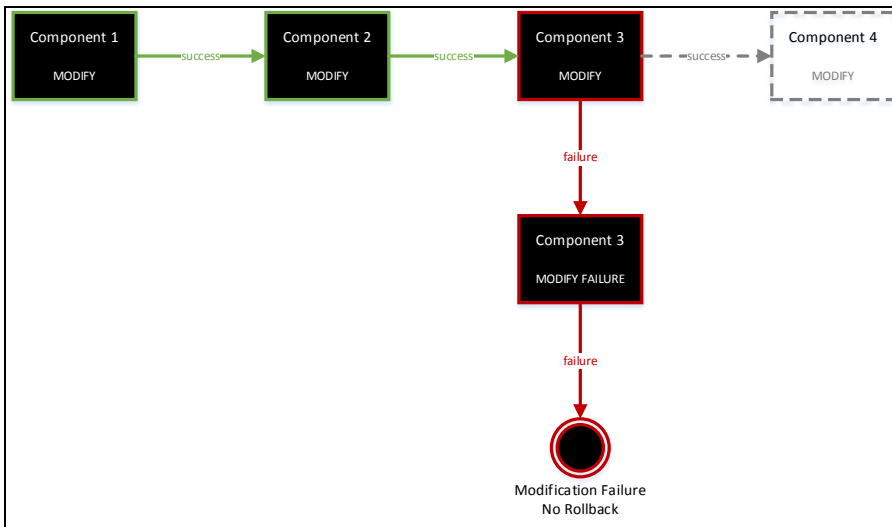 Component 1
MODIFY
success
Component 2
MODIFY
success
Component 3
MODIFY
success
Component 4
MODIFY
failure
Component 3
MODIFY FAILURE
failure
Modification Failure
No Rollback